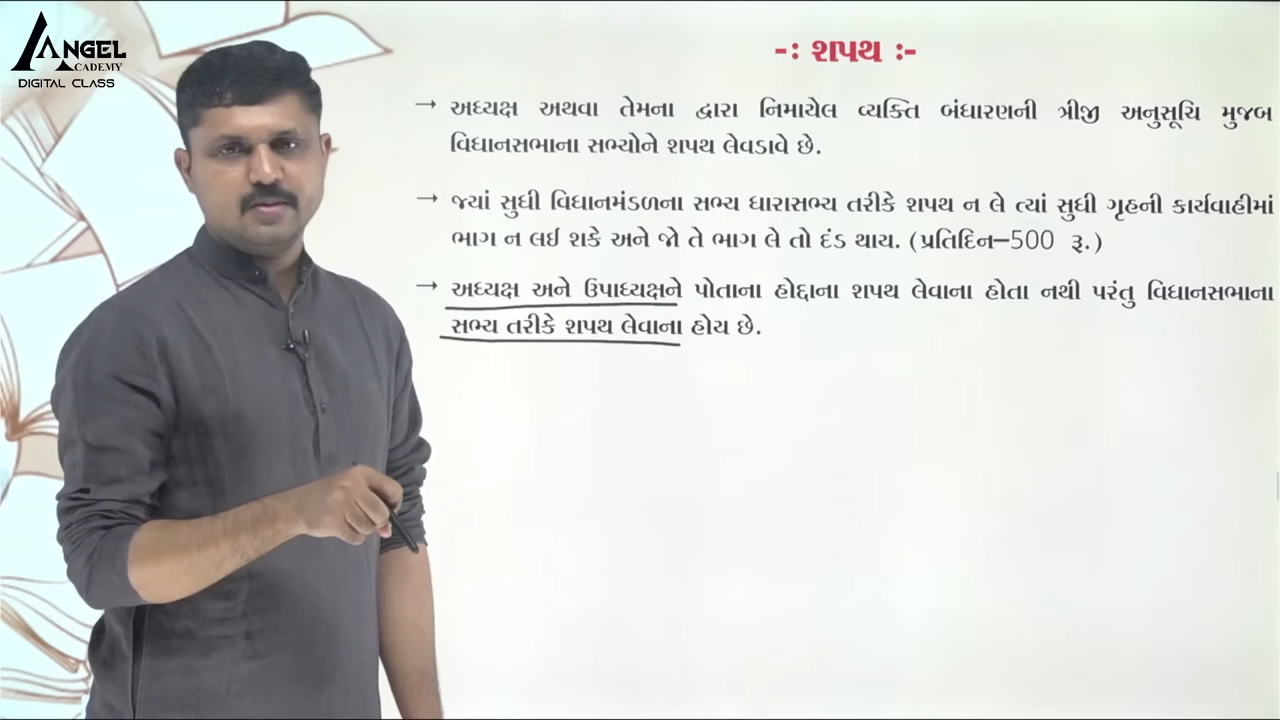 ANGEL
ACADEMY
DIGITAL CLASS
-: શપથ :-
→ અધ્યક્ષ અથવા તેમના દ્વારા નિમાયેલ વ્યક્તિ બંધારણની ત્રીજી અનુસૂચિ મુજબ
વિધાનસભાના સભ્યોને શપથ લેવડાવે છે.
→ જ્યાં સુધી વિધાનમંડળના સભ્ય ધારાસભ્ય તરીકે શપથ ન લે ત્યાં સુધી ગૃહની કાર્યવાહીમાં
ભાગ ન લઈ શકે અને જો તે ભાગ લે તો દંડ થાય. (પ્રતિદિન–500 રૂ.)
→ અધ્યક્ષ અને ઉપાધ્યક્ષને પોતાના હોદ્દાના શપથ લેવાના હોતા નથી પરંતુ વિધાનસભાના
સભ્ય તરીકે શપથ લેવાના હોય છે.